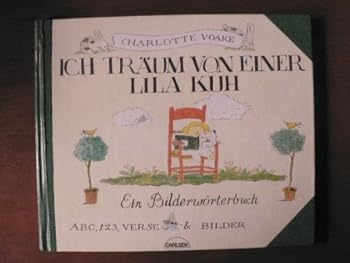 CHARLOTTE VOAKE
ICH TRÄUM VON EINER
LILA KUH
Ein Bilderwörterbuch
ABC, 123, VERSE & BILDER
CARLSEN